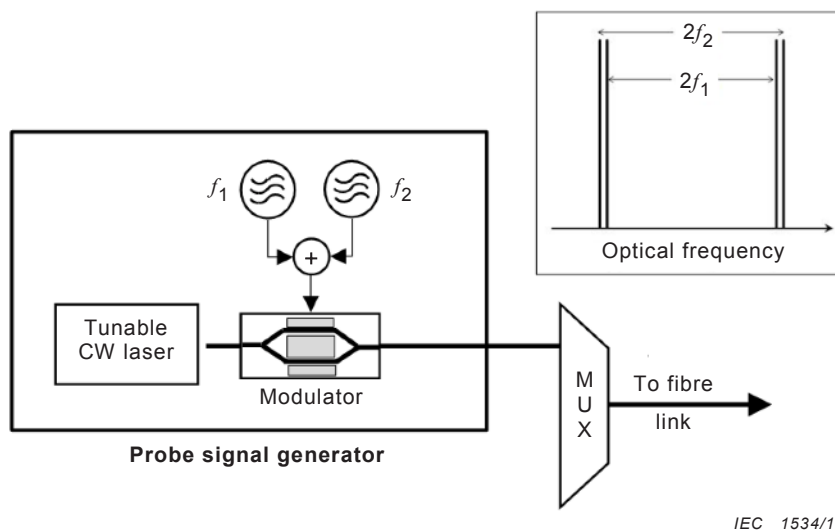 2f2
2f1
Optical frequency
f1
f2
+
Tunable
CW laser
Modulator
Probe signal generator
M
U
X
To fibre
link
IEC 1534/1